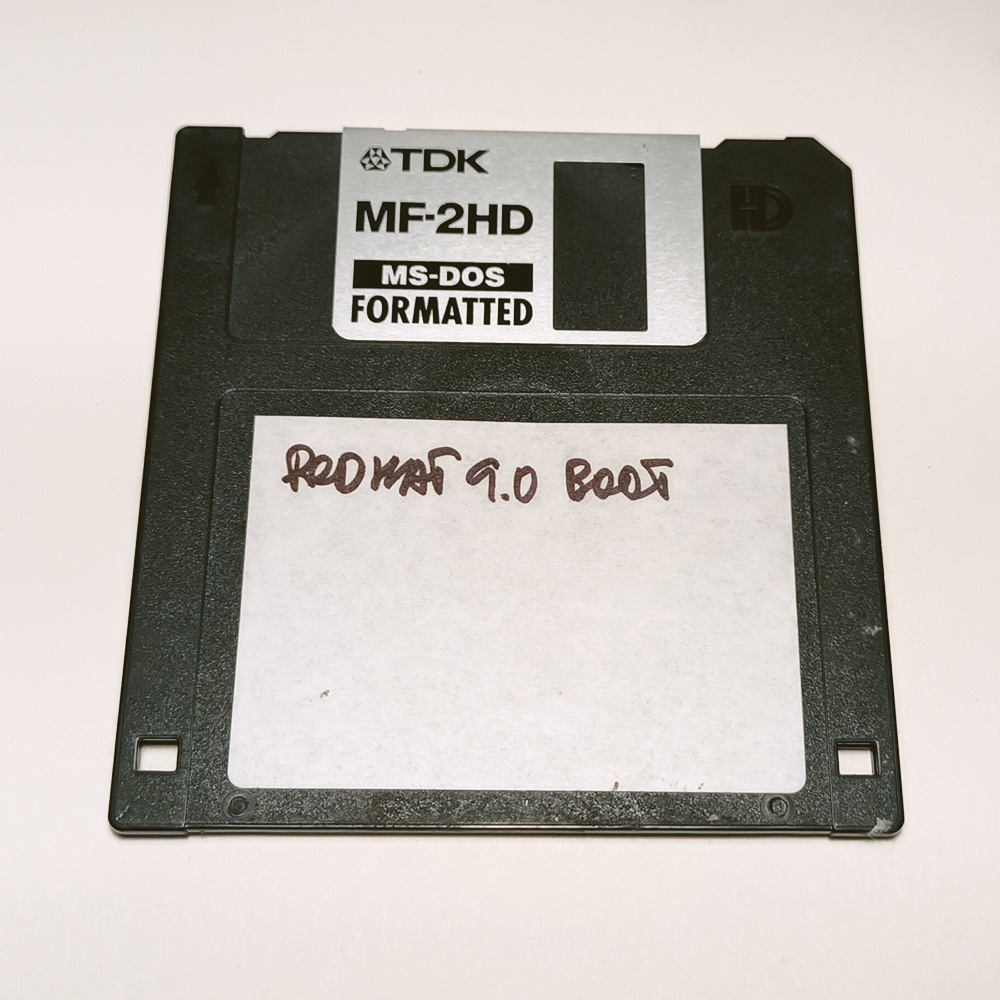 TDK
MF-2HD
MS-DOS
FORMATTED
HD
REDHAT 9.0 BOOT